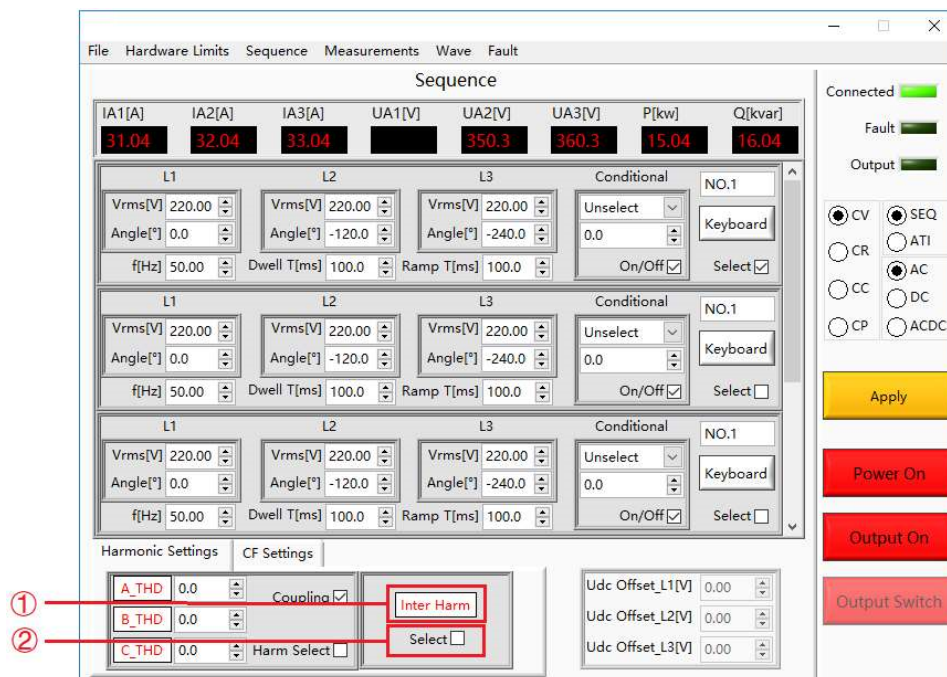 File Hardware Limits Sequence Measurements Wave Fault
Sequence
IA1[A] IA2[A] IA3[A] UA1[V] UA2[V] UA3[V] P[kw] Q[kvar]
31.04 32.04 33.04 350.3 360.3 15.04 16.04
L1 L2 L3 Conditional NO.1
Vrms[V] 220.00 Vrms[V] 220.00 Vrms[V] 220.00 Unselect Keyboard
Angle[°] 0.0 Angle[°] -120.0 Angle[°] -240.0 0.0
f[Hz] 50.00 Dwell T[ms] 100.0 Ramp T[ms] 100.0 On/Off Select
L1 L2 L3 Conditional NO.1
Vrms[V] 220.00 Vrms[V] 220.00 Vrms[V] 220.00 Unselect Keyboard
Angle[°] 0.0 Angle[°] -120.0 Angle[°] -240.0 0.0
f[Hz] 50.00 Dwell T[ms] 100.0 Ramp T[ms] 100.0 On/Off Select
L1 L2 L3 Conditional NO.1
Vrms[V] 220.00 Vrms[V] 220.00 Vrms[V] 220.00 Unselect Keyboard
Angle[°] 0.0 Angle[°] -120.0 Angle[°] -240.0 0.0
f[Hz] 50.00 Dwell T[ms] 100.0 Ramp T[ms] 100.0 On/Off Select
Harmonic Settings CF Settings
A_THD 0.0 Coupling
B_THD 0.0
C_THD 0.0 Harm Select
① Inter Harm
② Select
Udc Offset_L1[V] 0.00
Udc Offset_L2[V] 0.00
Udc Offset_L3[V] 0.00
Connected
Fault
Output
CV SEQ
CR ATI
CC AC
DC
CP ACDC
Apply
Power On
Output On
Output Switch